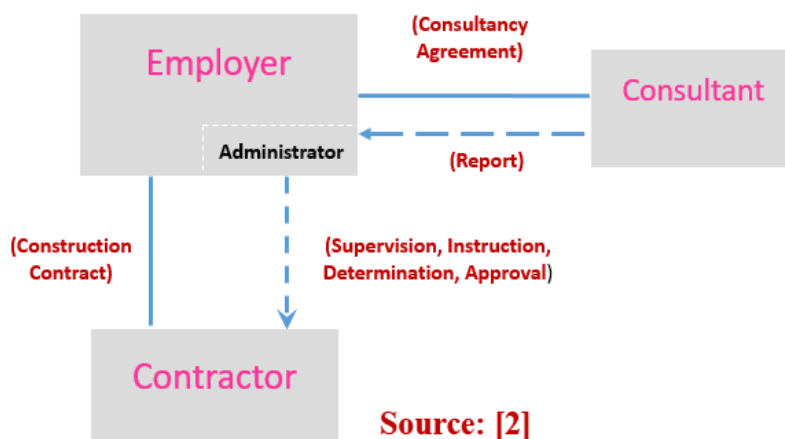 (Consultancy
Agreement)
Employer
Consultant
Administrator
(Report)
(Construction
Contract)
(Supervision, Instruction,
Determination, Approval)
Contractor
Source: [2]